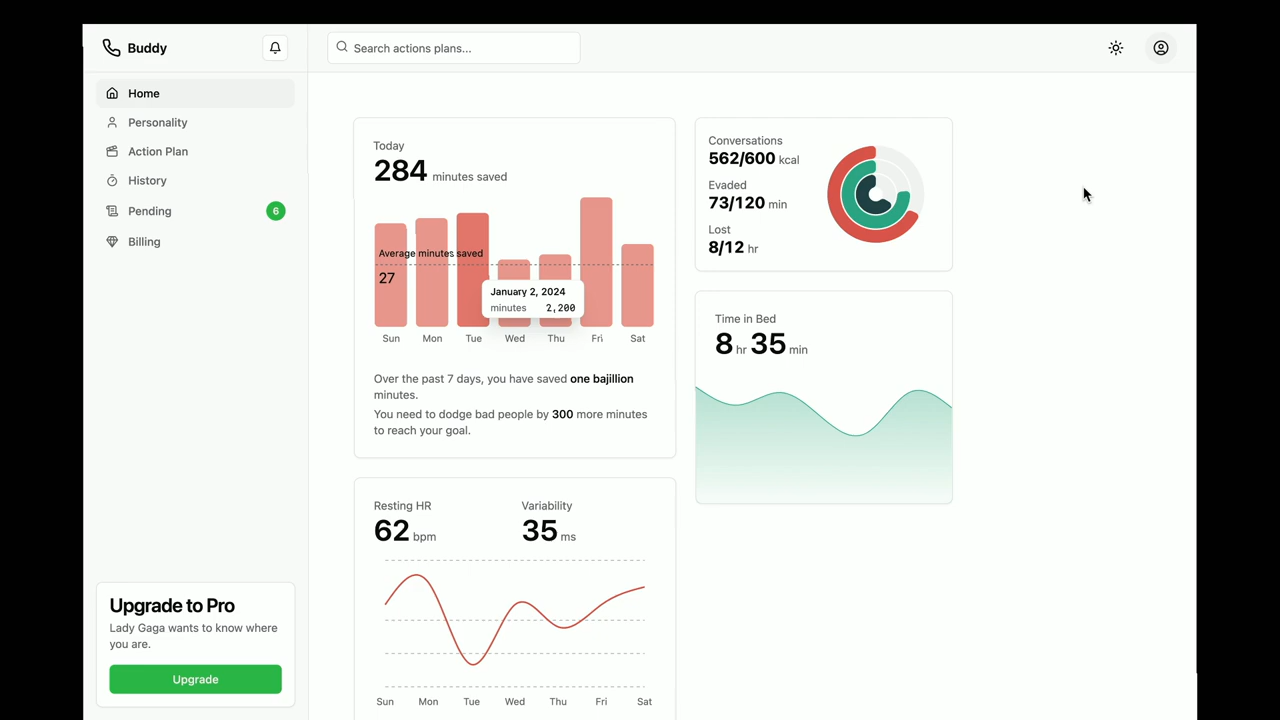 Buddy
Search actions plans...
Home
Personality
Action Plan
History
Pending
6
Billing
Upgrade to Pro
Lady Gaga wants to know where
you are.
Upgrade
Today
284 minutes saved
Average minutes saved
27
January 2, 2024
minutes 2,200
Sun Mon Tue Wed Thu Fri Sat
Over the past 7 days, you have saved one bajillion
minutes.
You need to dodge bad people by 300 more minutes
to reach your goal.
Resting HR
62 bpm
Variability
35 ms
Sun Mon Tue Wed Thu Fri Sat
Conversations
562/600 kcal
Evaded
73/120 min
Lost
8/12 hr
Time in Bed
8 hr 35 min